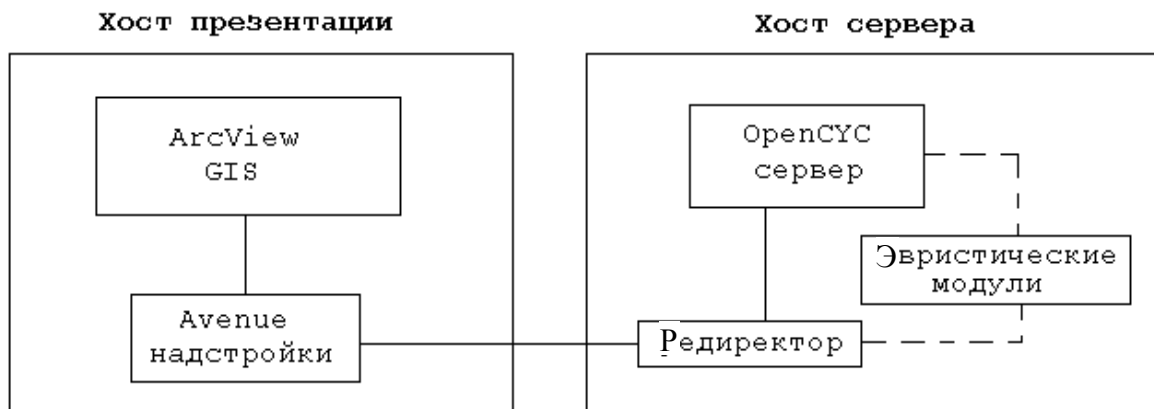 Хост презентации
Хост сервера
ArcView
GIS
OpenCYC
сервер
Эвристические
модули
Avenue
надстройки
Редиректор